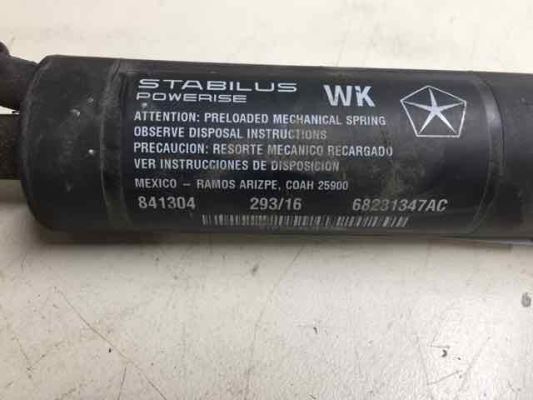 STABILUS WK
POWERISE
ATTENTION: PRELOADED MECHANICAL SPRING
OBSERVE DISPOSAL INSTRUCTIONS
PRECAUCION: RESORTE MECANICO RECARGADO
VER INSTRUCCIONES DE DISPOSICION
MEXICO – RAMOS ARIZPE, COAH 25900
841304 293/16 68231347AC